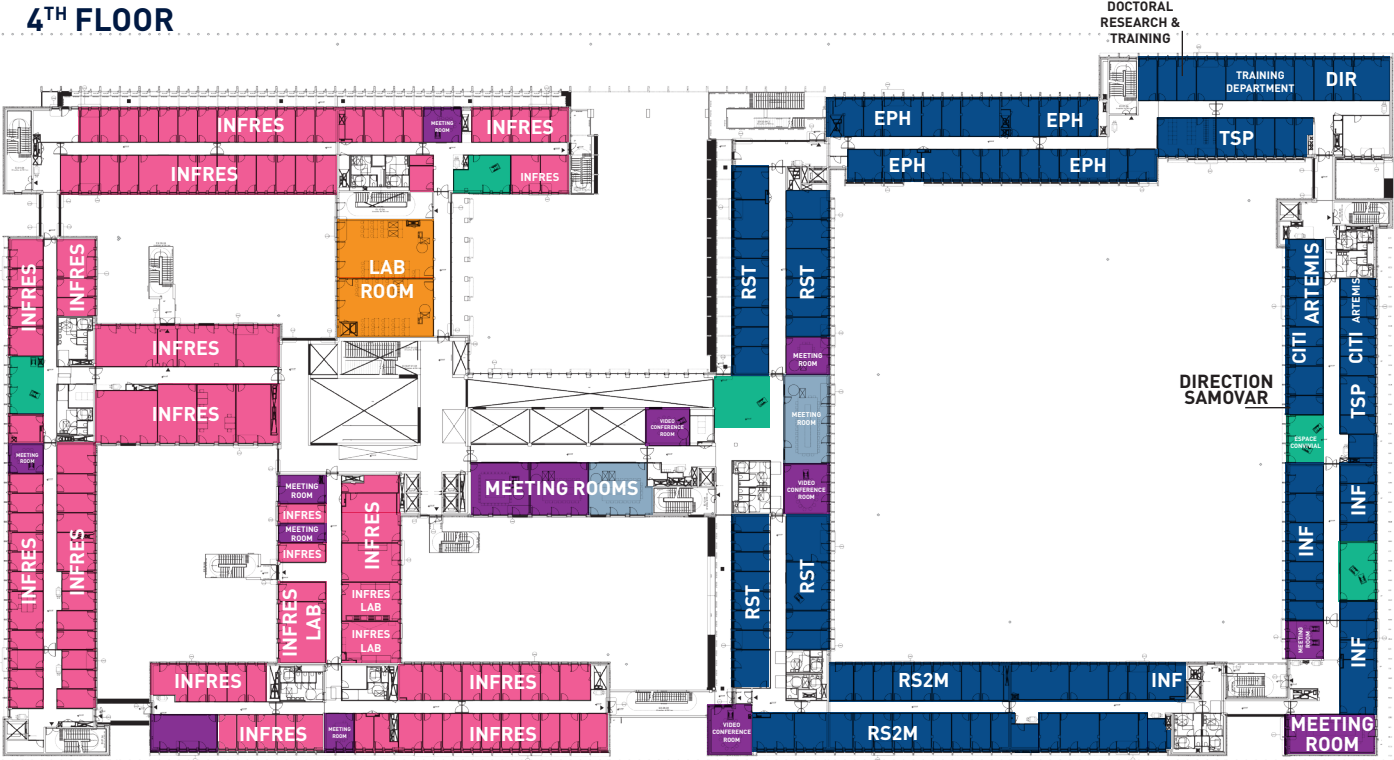 4TH FLOOR
DOCTORAL
RESEARCH &
TRAINING
TRAINING
DEPARTMENT
DIR
INFRES
MEETING
ROOM
INFRES
EPH
EPH
TSP
INFRES
INFRES
EPH
EPH
LAB
ROOM
INFRES
INFRES
RST
RST
ARTEMIS
CITI
ARTEMIS
CITI
TSP
INFRES
MEETING
ROOM
DIRECTION
SAMOVAR
INFRES
VIDEO
CONFERENCE
ROOM
MEETING
ROOM
ESPACE
CONVIVIAL
MEETING
ROOM
MEETING ROOMS
VIDEO
CONFERENCE
ROOM
MEETING
ROOM
INFRES
MEETING
ROOM
INFRES
INFRES
INFRES
INFRES
INFRES
LAB
INFRES
LAB
INFRES
LAB
RST
RST
INF
INF
INF
MEETING
ROOM
INFRES
INFRES
RS2M
INF
INFRES
MEETING
ROOM
INFRES
VIDEO
CONFERENCE
ROOM
RS2M
MEETING
ROOM